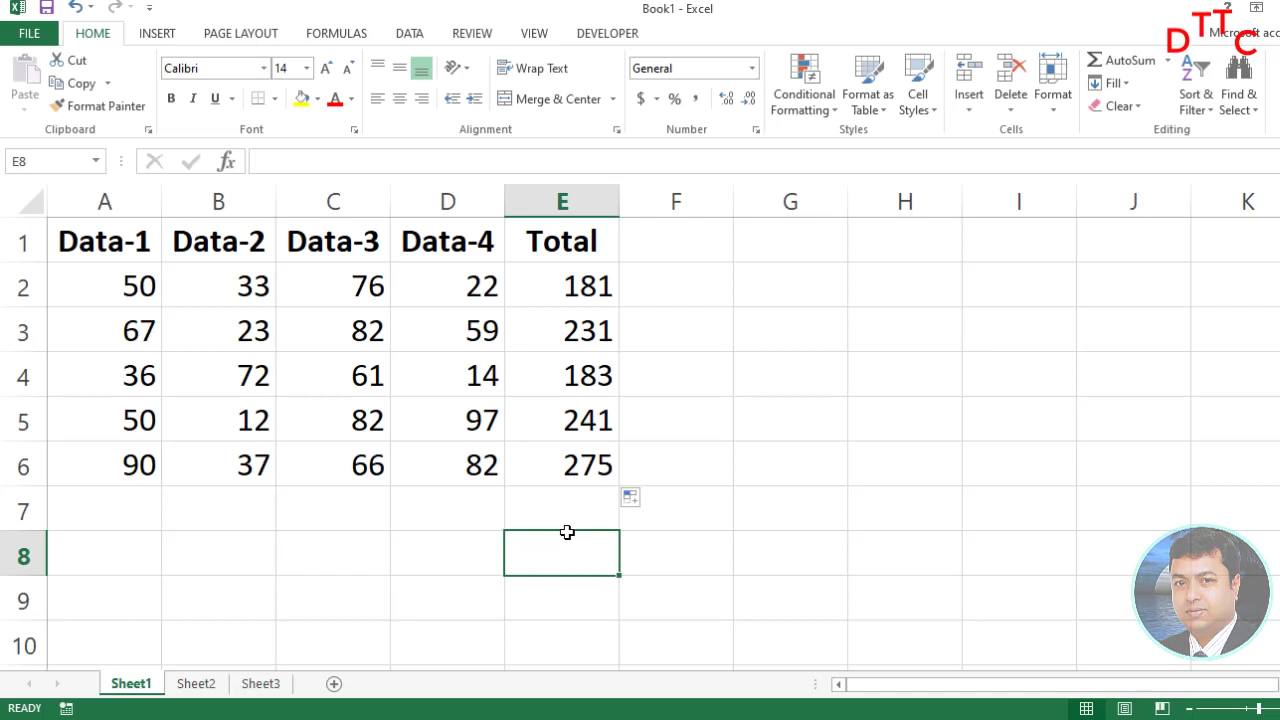 Book1 - Excel
?
DTTC
FILE HOME INSERT PAGE LAYOUT FORMULAS DATA REVIEW VIEW DEVELOPER Microsoft acc
Paste
Cut
Copy
Format Painter
Clipboard
Calibri 14
B I U A
Font
Wrap Text
Merge & Center
Alignment
General
$ % ,
Number
Conditional Formatting
Format as Table
Cell Styles
Styles
Insert
Delete
Format
Cells
AutoSum
Fill
Clear
Sort & Filter
Find & Select
Editing
E8 fx
A B C D E F G H I J K
1 Data-1 Data-2 Data-3 Data-4 Total
2 50 33 76 22 181
3 67 23 82 59 231
4 36 72 61 14 183
5 50 12 82 97 241
6 90 37 66 82 275
7
8
9
10
Sheet1 Sheet2 Sheet3
READY